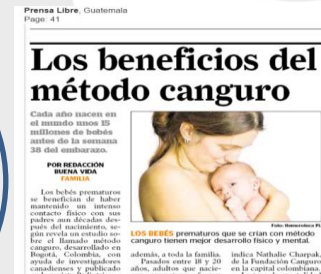 Prensa Libre, Guatemala
Page: 41
Los beneficios del
método canguro
Cada año nacen en
el mundo unos 15
millones de bebés
antes de la semana
38 del embarazo.
POR REDACCIÓN
BUENA VIDA
FAMILIA
Los bebés prematuros
se benefician de haber
mantenido un intenso
contacto físico con sus
padres aun décadas des-
pués del nacimiento, se-
gún revela un estudio so-
bre el llamado método
canguro, desarrollado en
Bogotá, Colombia, con
ayuda de investigadores
canadienses y publicado
LOS BEBÉS prematuros que se crían con método
canguro tienen mejor desarrollo físico y mental.
además, a toda la familia.
Pasados entre 18 y 20
años, adultos que nacie-
indica Nathalie Charpak,
de la Fundación Canguro
en la capital colombiana.